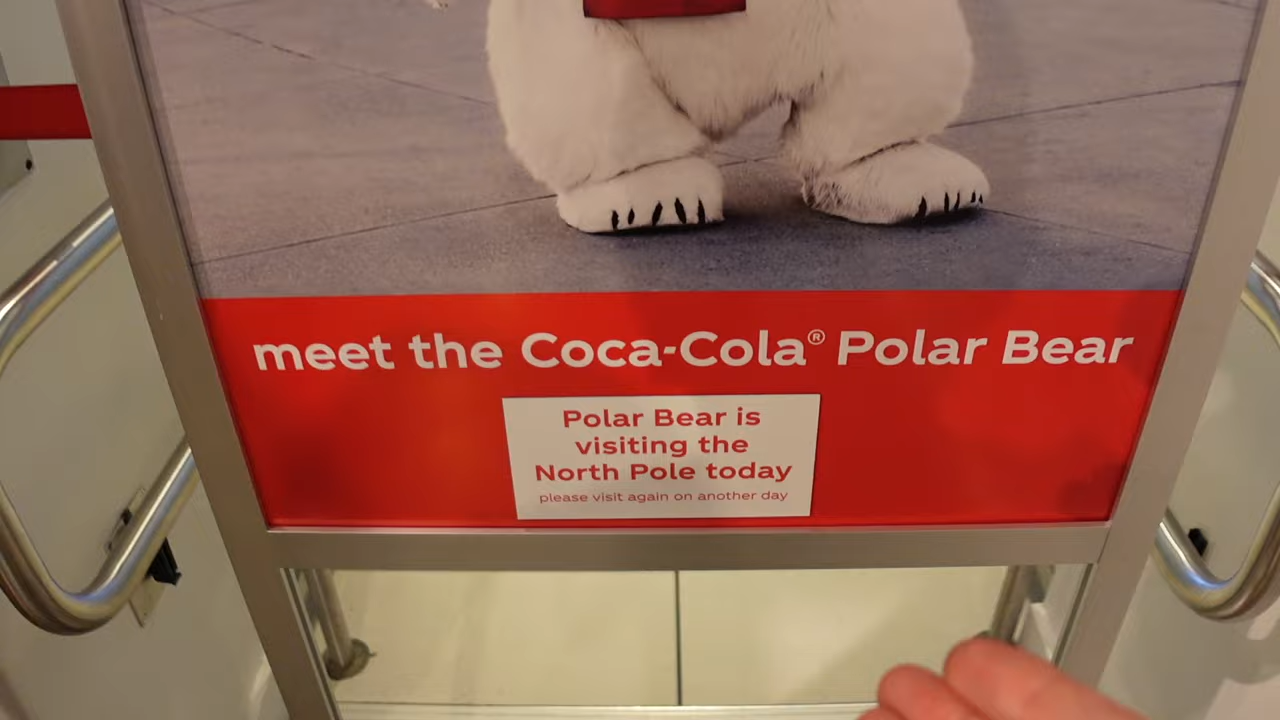 meet the Coca-Cola® Polar Bear
Polar Bear is
visiting the
North Pole today
please visit again on another day